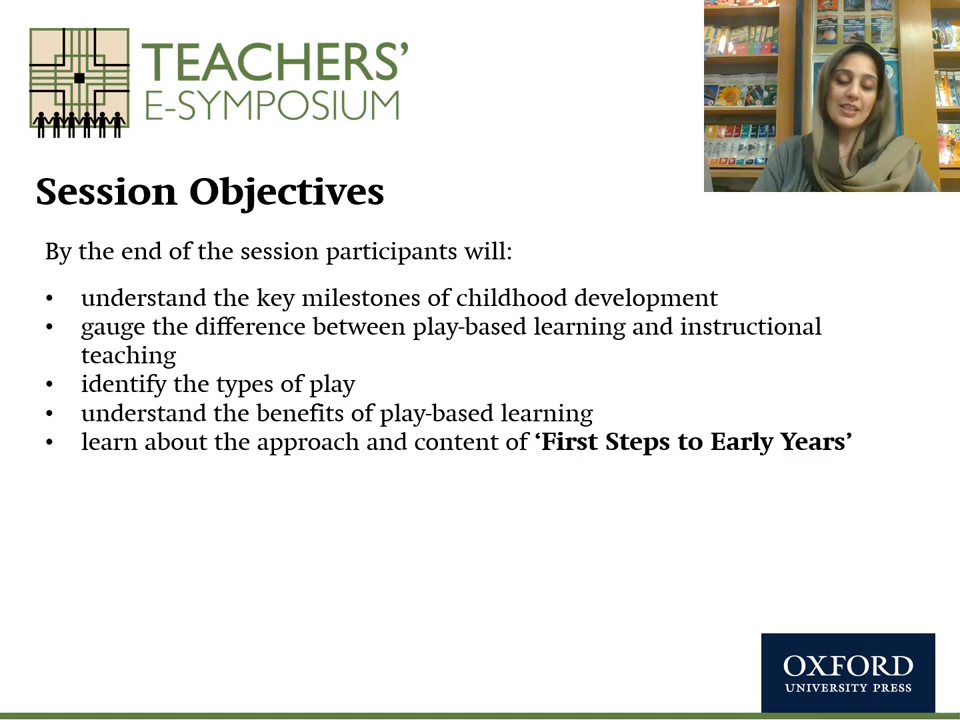 TEACHERS’
E-SYMPOSIUM
Session Objectives
By the end of the session participants will:
• understand the key milestones of childhood development
• gauge the difference between play-based learning and instructional
teaching
• identify the types of play
• understand the benefits of play-based learning
• learn about the approach and content of ‘First Steps to Early Years’
OXFORD
UNIVERSITY PRESS